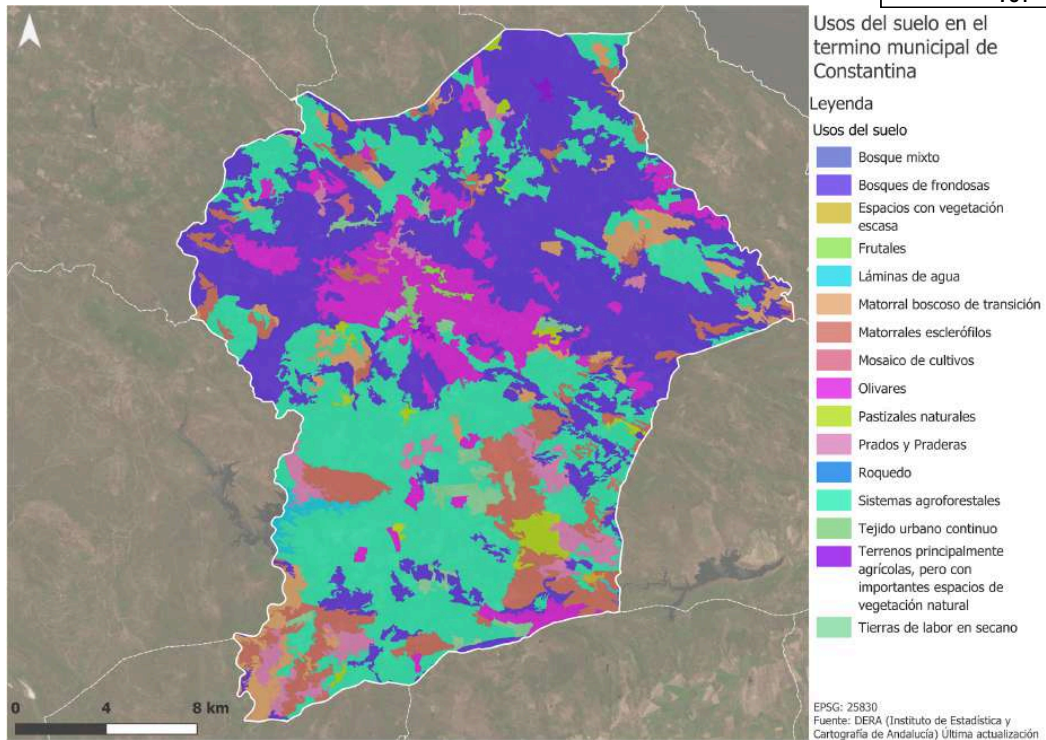 Usos del suelo en el
termino municipal de
Constantina
Leyenda
Usos del suelo
Bosque mixto
Bosques de frondosas
Espacios con vegetación
escasa
Frutales
Láminas de agua
Matorral boscoso de transición
Matorrales esclerófilos
Mosaico de cultivos
Olivares
Pastizales naturales
Prados y Praderas
Roquedo
Sistemas agroforestales
Tejido urbano continuo
Terrenos principalmente
agrícolas, pero con
importantes espacios de
vegetación natural
Tierras de labor en secano
0 4 8 km
EPSG: 25830
Fuente: DERA (Instituto de Estadística y
Cartografía de Andalucía) Última actualización